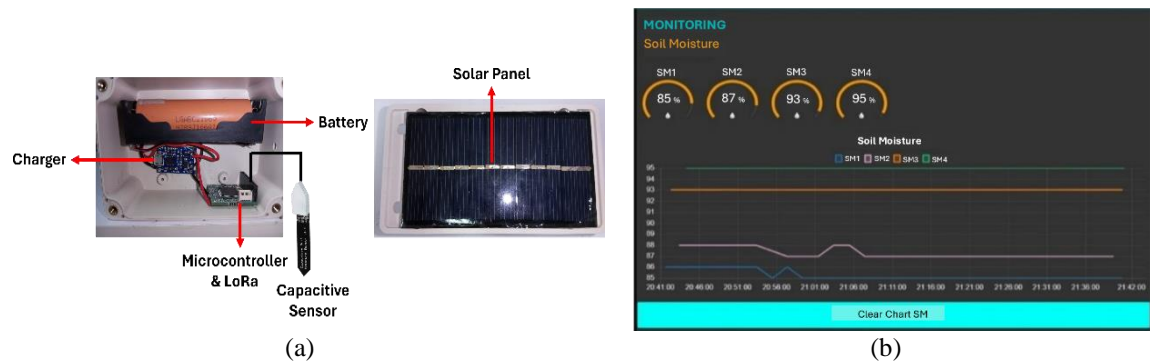 Solar Panel
Battery
Charger
Microcontroller
& LoRa
Capacitive
Sensor
(a)
MONITORING
Soil Moisture
SM1 SM2 SM3 SM4
85 % 87 % 93 % 95 %
Soil Moisture
SM1 SM2 SM3 SM4
95
94
93
92
91
90
89
88
87
86
85
20:41:00 20:46:00 20:51:00 20:56:00 21:01:00 21:06:00 21:11:00 21:16:00 21:21:00 21:26:00 21:31:00 21:36:00 21:42:00
Clear Chart SM
(b)